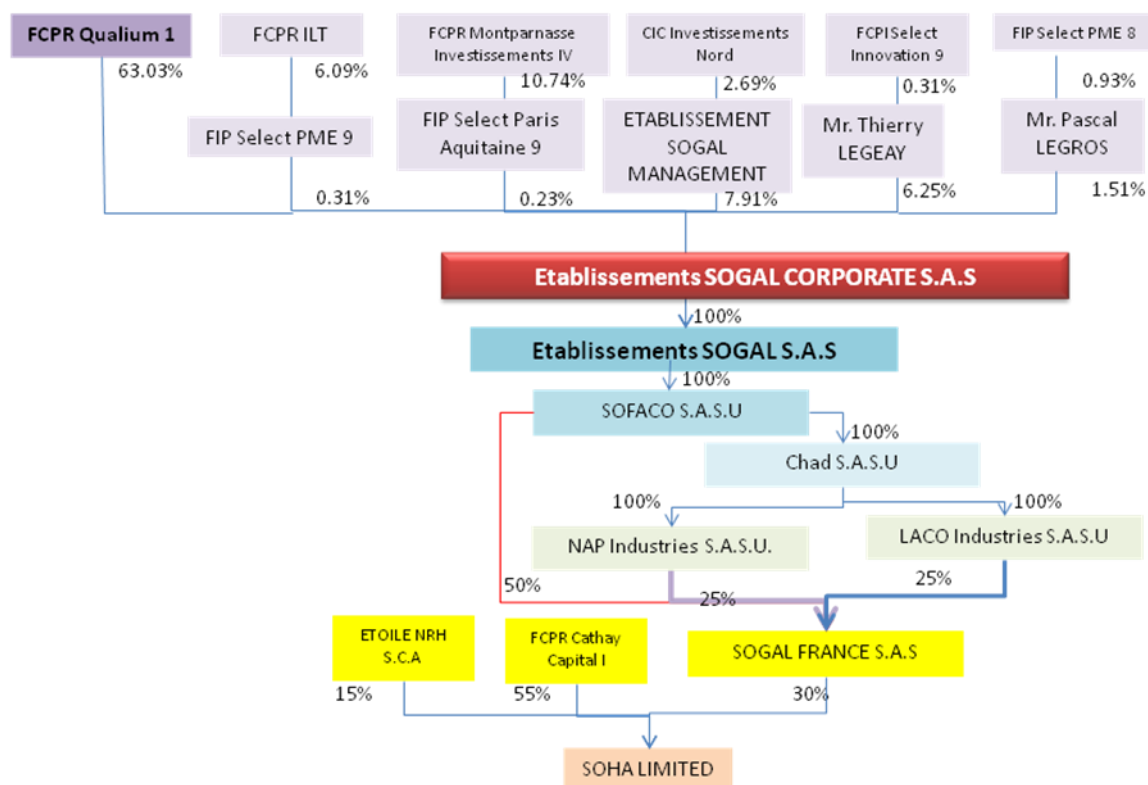 FCPR Qualium 1
63.03%
FCPR ILT
6.09%
FCPR Montparnasse
Investissements IV
10.74%
CIC Investissements
Nord
2.69%
FCPI Select
Innovation 9
0.31%
FIP Select PME 8
0.93%
FIP Select PME 9
0.31%
FIP Select Paris
Aquitaine 9
0.23%
ETABLISSEMENT
SOGAL
MANAGEMENT
7.91%
Mr. Thierry
LEGEAY
6.25%
Mr. Pascal
LEGROS
1.51%
Etablissements SOGAL CORPORATE S.A.S
100%
Etablissements SOGAL S.A.S
100%
SOFACO S.A.S.U
100%
Chad S.A.S.U
100%
100%
NAP Industries S.A.S.U.
LACO Industries S.A.S.U
50%
25%
25%
ETOILE NRH
S.C.A
15%
FCPR Cathay
Capital I
55%
SOGAL FRANCE S.A.S
30%
SOHA LIMITED